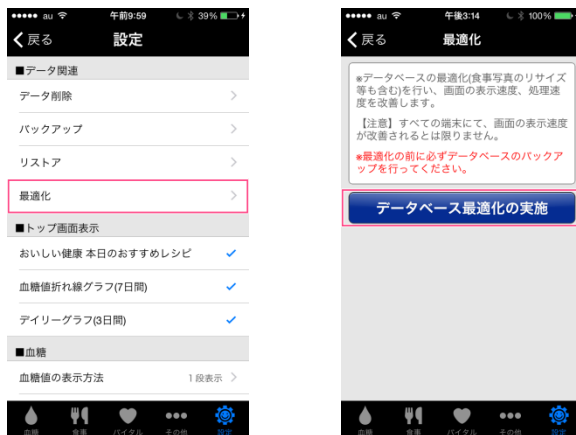 au 午前9:59 39%
戻る 設定
■データ関連
データ削除
バックアップ
リストア
最適化
■トップ画面表示
おいしい健康 本日のおすすめレシピ
血糖値折れ線グラフ(7日間)
デイリーグラフ(3日間)
■血糖
血糖値の表示方法 1段表示
血糖 食事 バイタル その他 設定
au 午後3:14 100%
戻る 最適化
※データベースの最適化(食事写真のリサイズ
等も含む)を行い、画面の表示速度、処理速
度を改善します。
【注意】すべての端末にて、画面の表示速度
が改善されるとは限りません。
※最適化の前に必ずデータベースのバックア
ップを行ってください。
データベース最適化の実施
血糖 食事 バイタル その他 設定